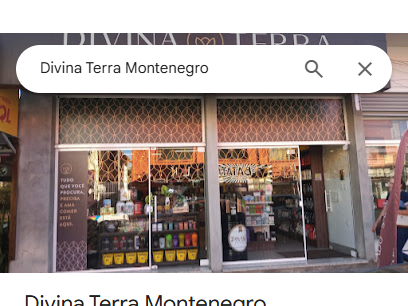 DIVINA TERRA
Divina Terra Montenegro
TUDO
QUE VOCÊ
PROCURA,
PRECISA
E AMA
COMER
ESTÁ
AQUI.
DIVINA
Divina Terra Montenegro